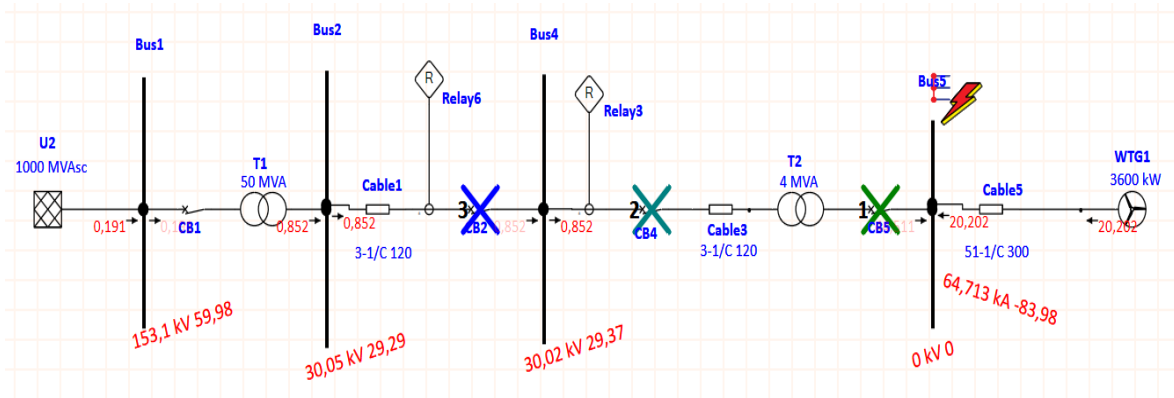 Bus1
Bus2
Bus4
Bus5
R
Relay6
R
Relay3
U2
1000 MVAsc
T1
50 MVA
Cable1
T2
4 MVA
WTG1
3600 kW
Cable5
3
2
1
0,191
CB1
0,852
0,852
CB2
0,852
0,852
CB4
Cable3
CB5
20,202
20,202
3-1/C 120
3-1/C 120
51-1/C 300
153,1 kV 59,98
30,05 kV 29,29
30,02 kV 29,37
64,713 kA -83,98
0 kV 0